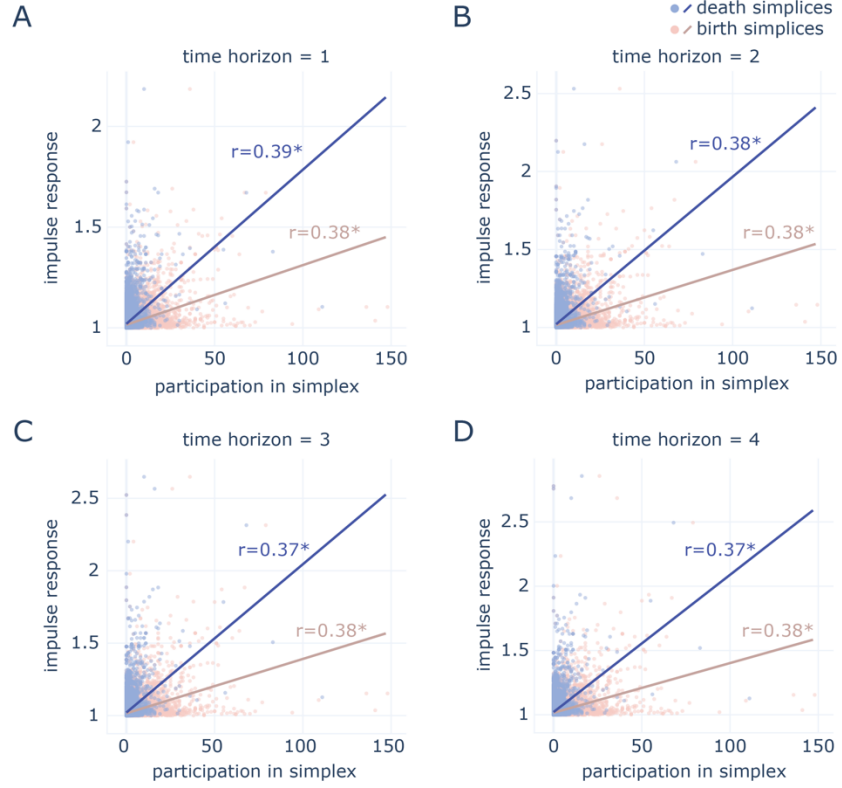 death simplices
birth simplices
A
time horizon = 1
impulse response
2
1.5
1
r=0.39*
r=0.38*
0
50
100
150
participation in simplex
B
time horizon = 2
impulse response
2.5
2
1.5
1
r=0.38*
r=0.38*
0
50
100
150
participation in simplex
C
time horizon = 3
impulse response
2.5
2
1.5
1
r=0.37*
r=0.38*
0
50
100
150
participation in simplex
D
time horizon = 4
impulse response
2.5
2
1.5
1
r=0.37*
r=0.38*
0
50
100
150
participation in simplex